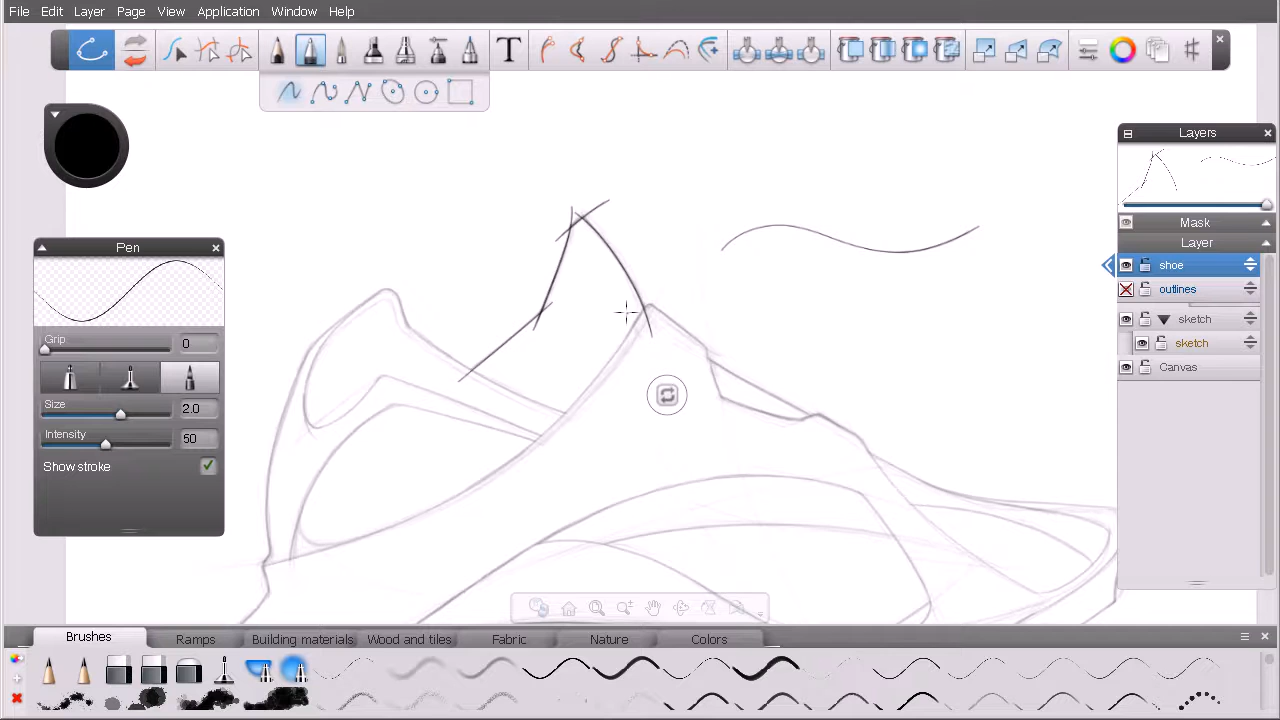 File Edit Layer Page View Application Window Help
T
Layers
Mask
Layer
shoe
outlines
sketch
sketch
Canvas
Pen
Grip 0
Size 2.0
Intensity 50
Show stroke
Brushes Ramps Building materials Wood and tiles Fabric Nature Colors